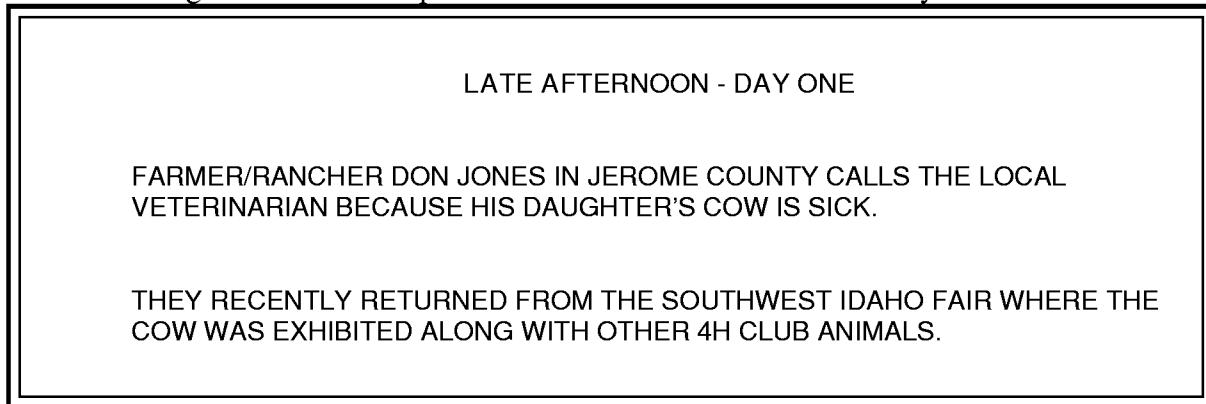 LATE AFTERNOON - DAY ONE
FARMER/RANCHER DON JONES IN JEROME COUNTY CALLS THE LOCAL
VETERINARIAN BECAUSE HIS DAUGHTER'S COW IS SICK.
THEY RECENTLY RETURNED FROM THE SOUTHWEST IDAHO FAIR WHERE THE
COW WAS EXHIBITED ALONG WITH OTHER 4H CLUB ANIMALS.